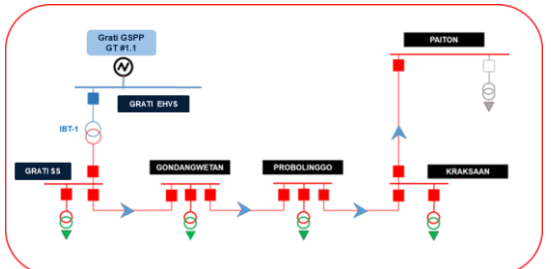 Grati GSPP
GT #1.1
PAITON
GRATI EHVS
IBT-1
GRATI SS
GONDANGWETAN
PROBOLINGGO
KRAKSAAN